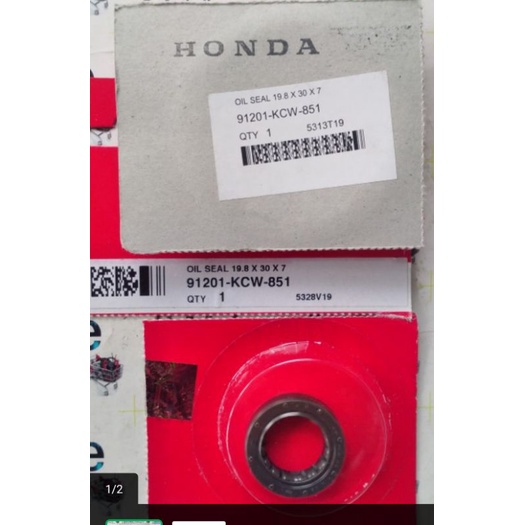 HONDA
OIL SEAL 19.8 X 30 X 7
91201-KCW-851
QTY 1 5313T19
OIL SEAL 19.8 X 30 X 7
91201-KCW-851
QTY 1 5328V19
e
e
1/2